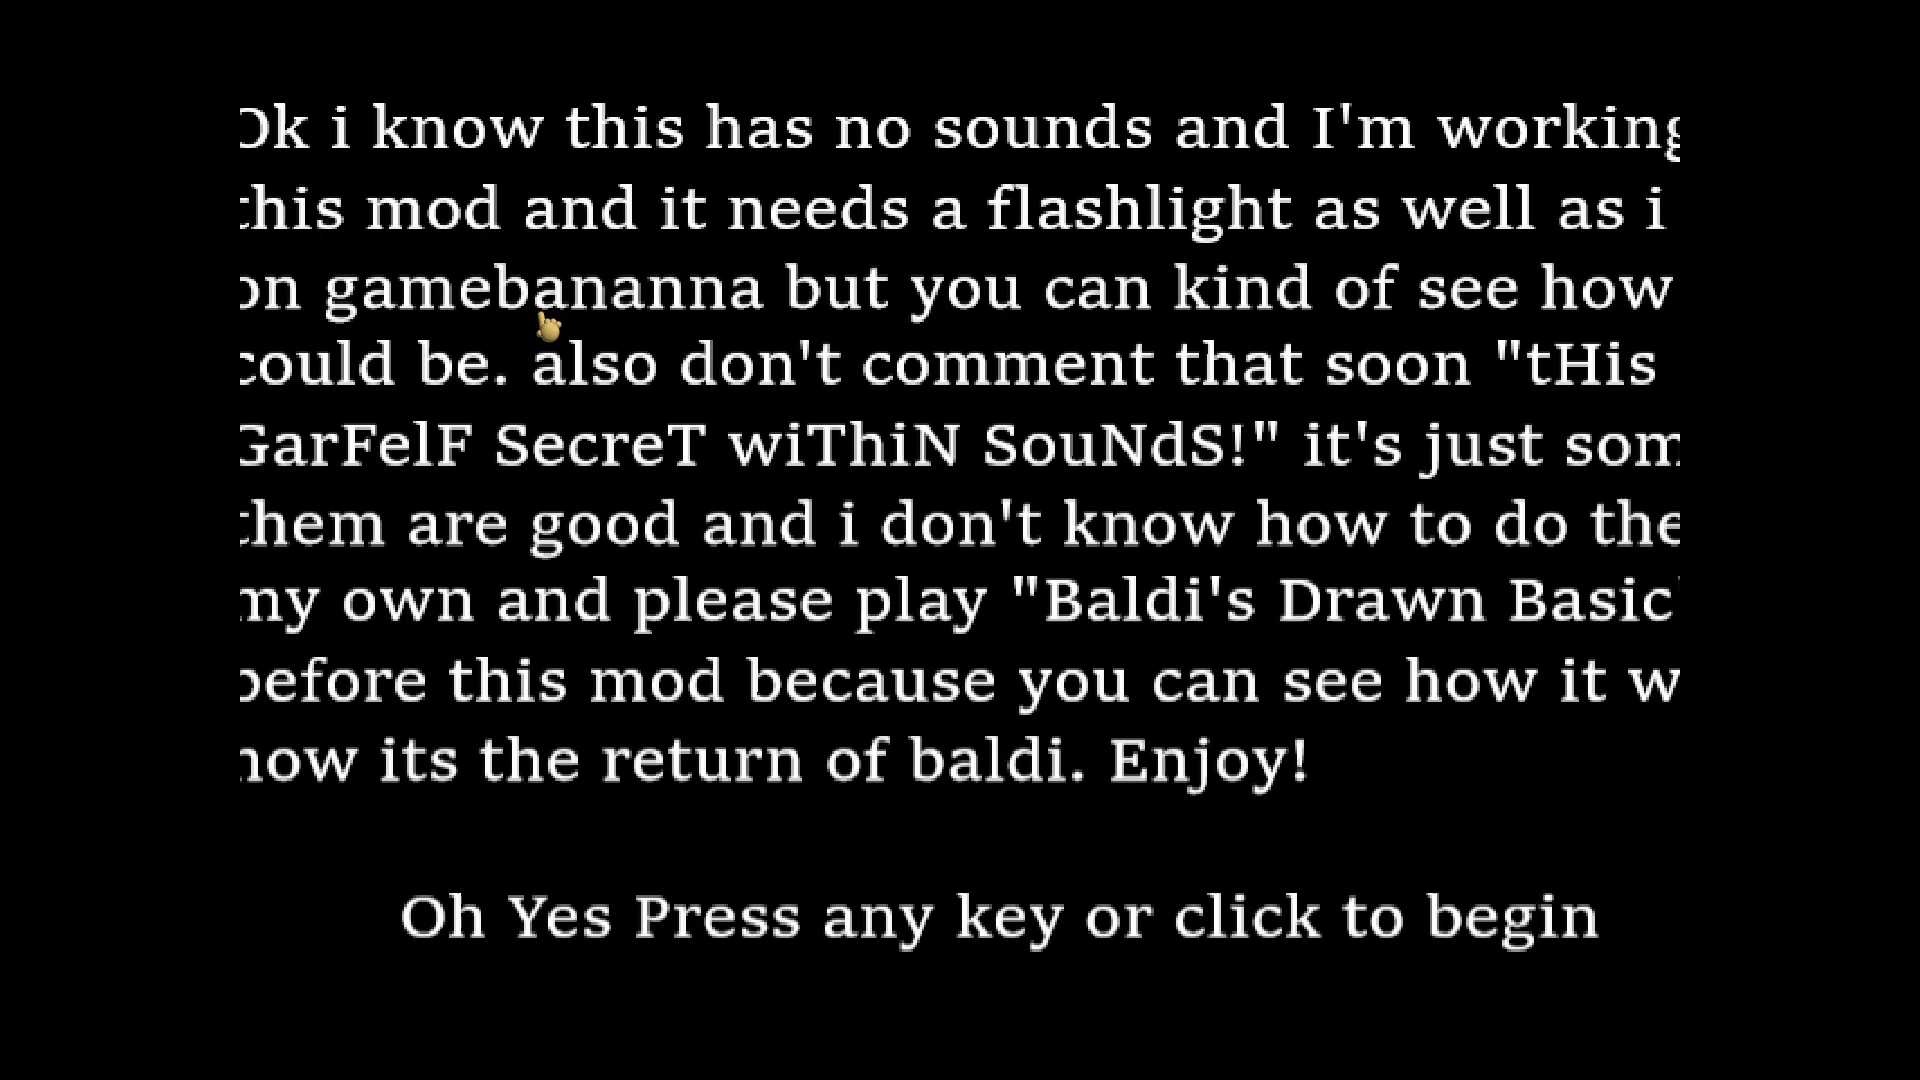 Ok i know this has no sounds and I'm working
this mod and it needs a flashlight as well as i
on gamebananna but you can kind of see how
could be. also don't comment that soon "tHis
GarFelF SecreT wiThiN SouNdS!" it's just som
them are good and i don't know how to do the
my own and please play "Baldi's Drawn Basic
before this mod because you can see how it w
now its the return of baldi. Enjoy!
Oh Yes Press any key or click to begin